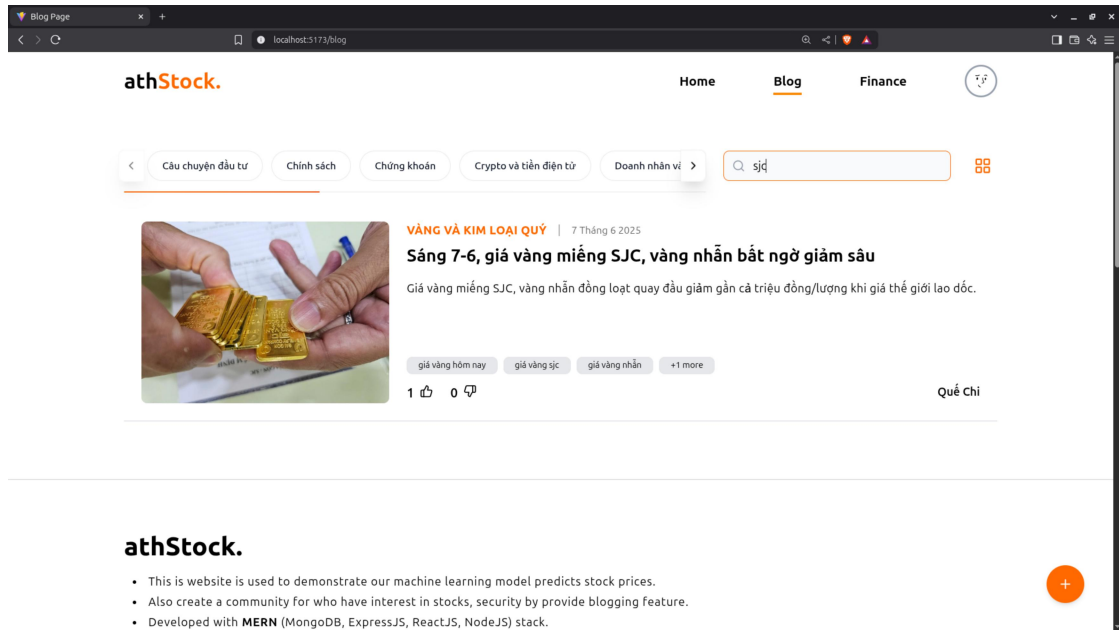 Blog Page
localhost:5173/blog
athStock.
Home
Blog
Finance
Câu chuyện đầu tư
Chính sách
Chứng khoán
Crypto và tiền điện tử
Doanh nhân và
sjc
VÀNG VÀ KIM LOẠI QUÝ | 7 Tháng 6 2025
Sáng 7-6, giá vàng miếng SJC, vàng nhẫn bất ngờ giảm sâu
Giá vàng miếng SJC, vàng nhẫn đồng loạt quay đầu giảm gần cả triệu đồng/lượng khi giá thế giới lao dốc.
giá vàng hôm nay
giá vàng sjc
giá vàng nhẫn
+1 more
1
0
Quế Chi
athStock.
• This is website is used to demonstrate our machine learning model predicts stock prices.
• Also create a community for who have interest in stocks, security by provide blogging feature.
• Developed with MERN (MongoDB, ExpressJS, ReactJS, NodeJS) stack.